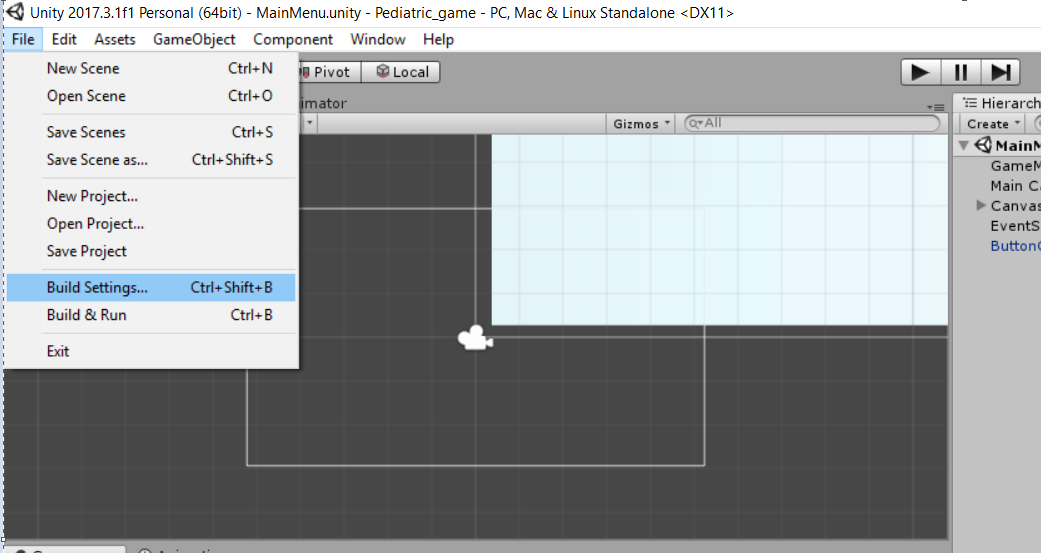 Unity 2017.3.1f1 Personal (64bit) - MainMenu.unity - Pediatric_game - PC, Mac & Linux Standalone <DX11>
File Edit Assets GameObject Component Window Help
New Scene Ctrl+N
Open Scene Ctrl+O
Save Scenes Ctrl+S
Save Scene as... Ctrl+Shift+S
New Project...
Open Project...
Save Project
Build Settings... Ctrl+Shift+B
Build & Run Ctrl+B
Exit
Pivot Local
imator
Gizmos All
Hierarch
Create
MainM
GameM
Main Ca
Canvas
EventS
Button